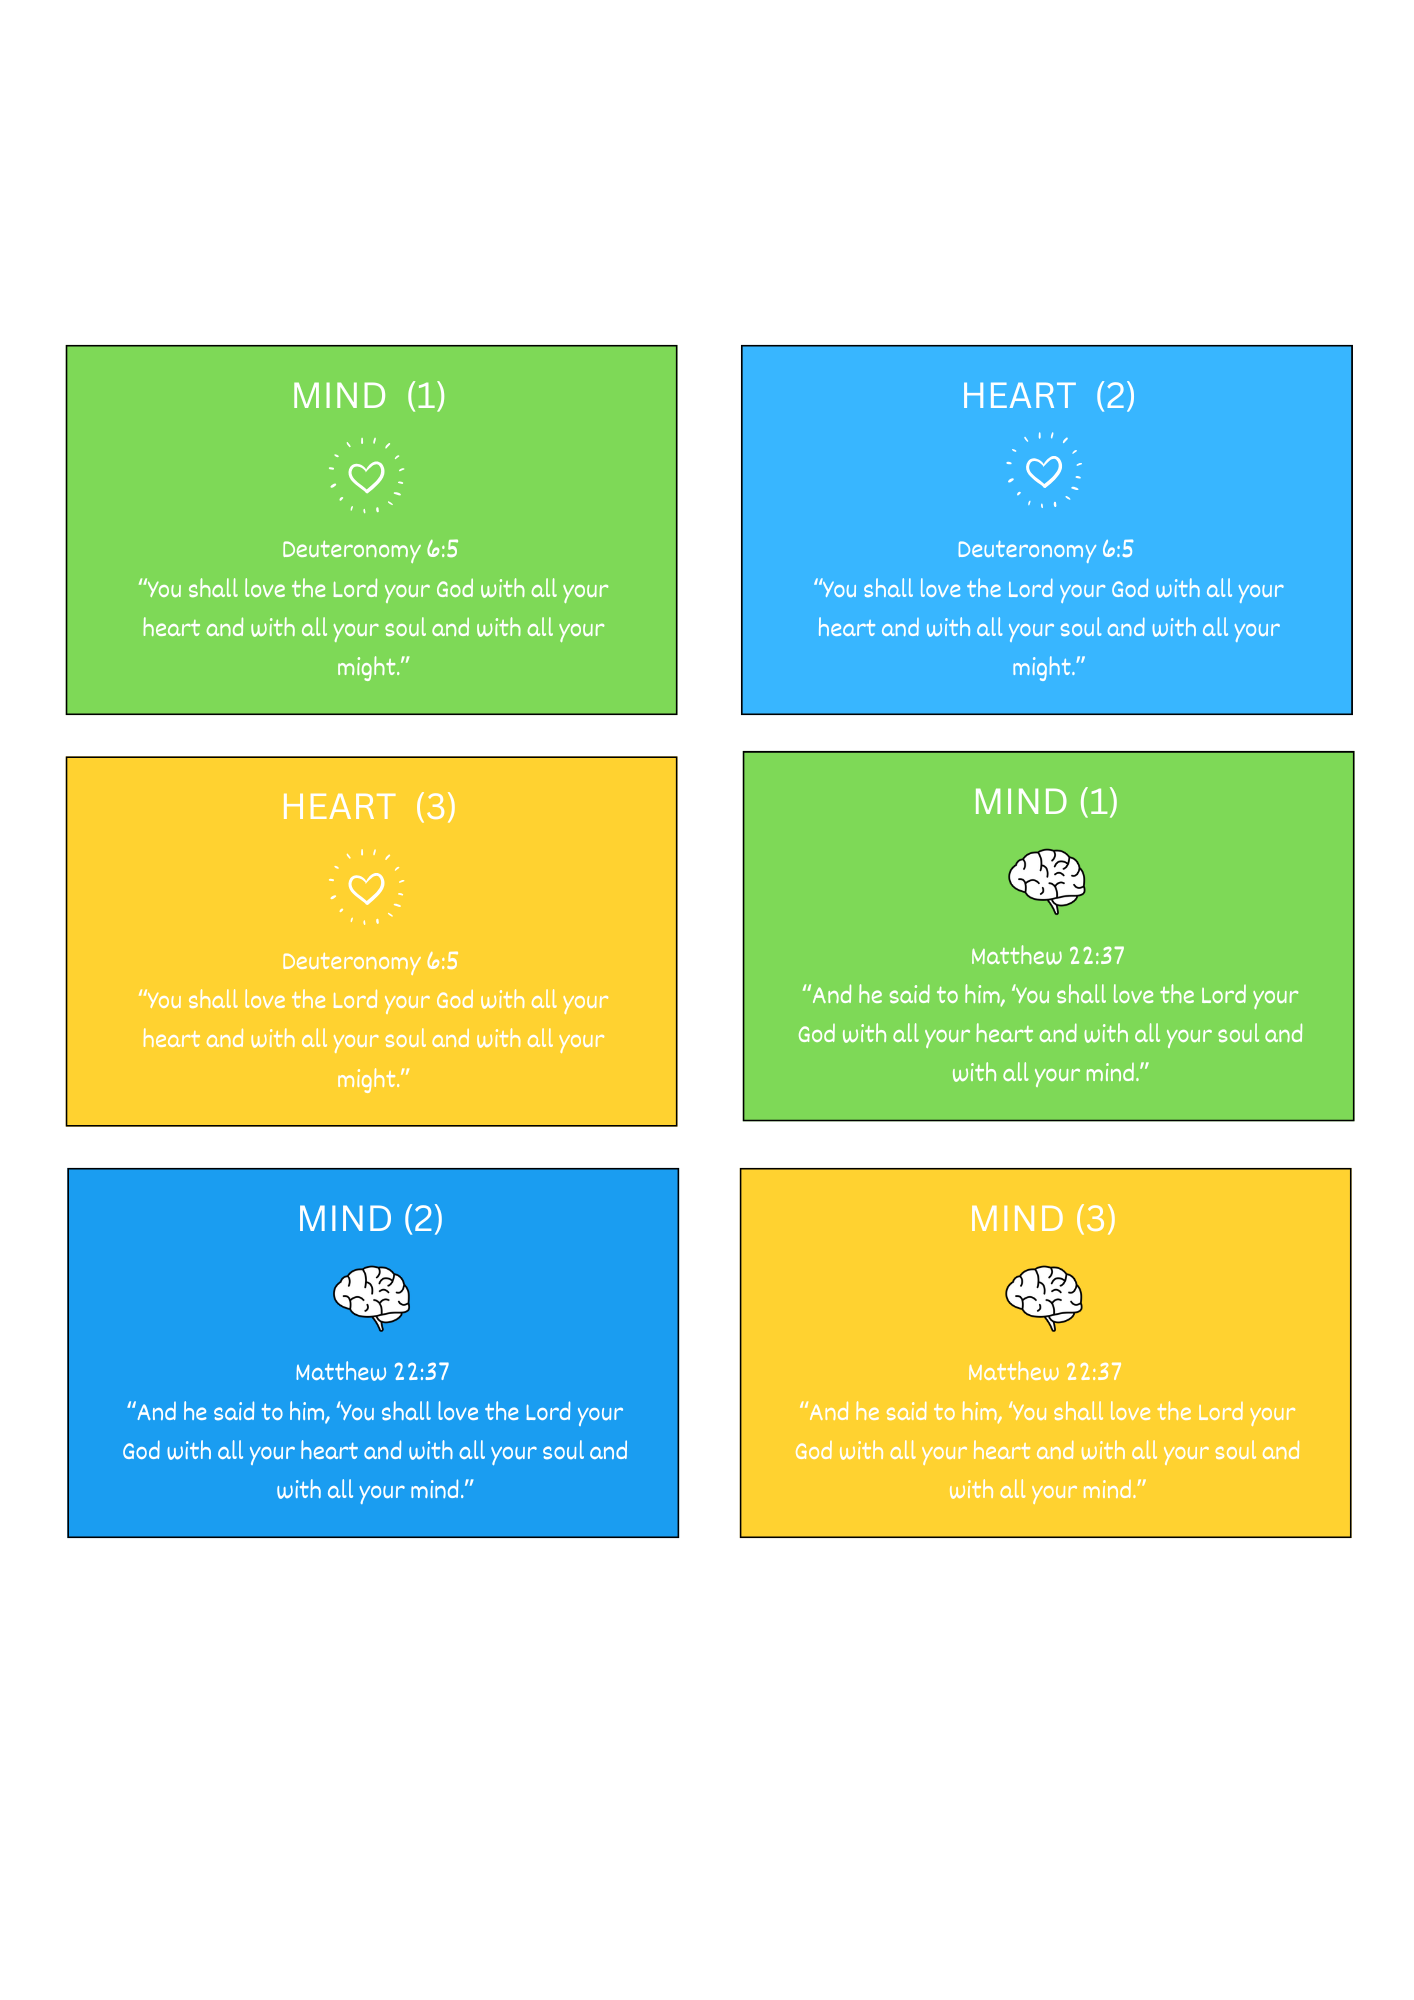 MIND (1)
Deuteronomy 6:5
“You shall love the Lord your God with all your
heart and with all your soul and with all your
might.”
HEART (2)
Deuteronomy 6:5
“You shall love the Lord your God with all your
heart and with all your soul and with all your
might.”
HEART (3)
Deuteronomy 6:5
“You shall love the Lord your God with all your
heart and with all your soul and with all your
might.”
MIND (1)
Matthew 22:37
“And he said to him, ‘You shall love the Lord your
God with all your heart and with all your soul and
with all your mind.”
MIND (2)
Matthew 22:37
“And he said to him, ‘You shall love the Lord your
God with all your heart and with all your soul and
with all your mind.”
MIND (3)
Matthew 22:37
“And he said to him, ‘You shall love the Lord your
God with all your heart and with all your soul and
with all your mind.”